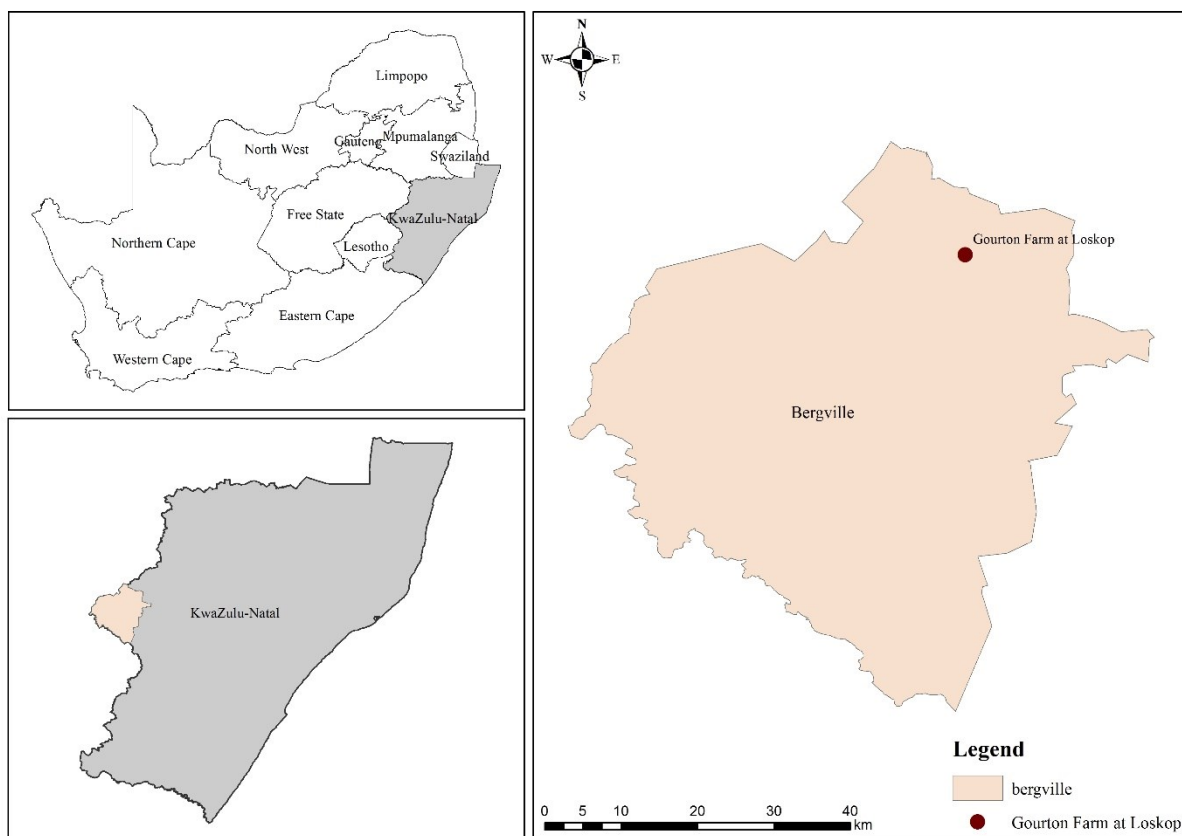 Limpopo
North West
Gauteng
Mpumalanga
Swaziland
Free State
KwaZulu-Natal
Lesotho
Northern Cape
Eastern Cape
Western Cape
KwaZulu-Natal
N
W E
S
Gourton Farm at Loskop
Bergville
Legend
bergville
Gourton Farm at Loskop
0 5 10 20 30 40
km